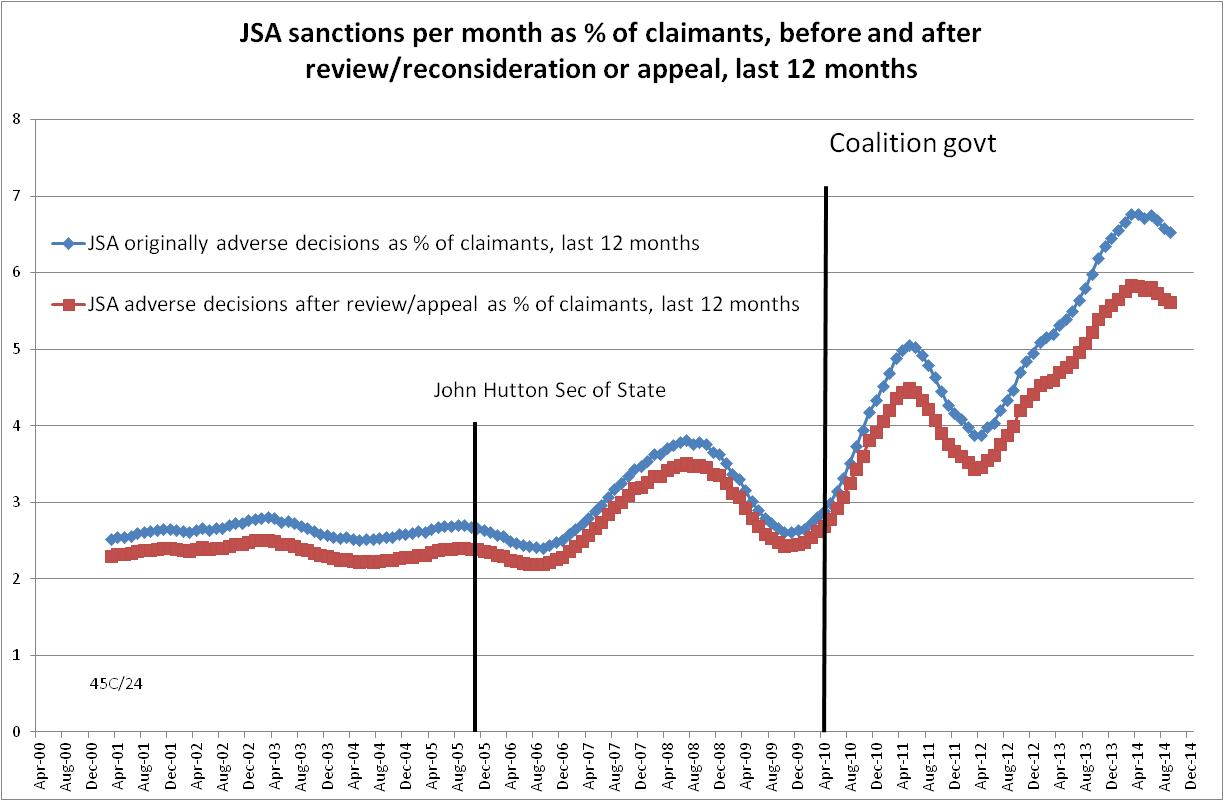 JSA sanctions per month as % of claimants, before and after
review/reconsideration or appeal, last 12 months
8
7
6
5
4
3
2
1
0
Coalition govt
JSA originally adverse decisions as % of claimants, last 12 months
JSA adverse decisions after review/appeal as % of claimants, last 12 months
John Hutton Sec of State
45C/24
Apr-00
Aug-00
Dec-00
Apr-01
Aug-01
Dec-01
Apr-02
Aug-02
Dec-02
Apr-03
Aug-03
Dec-03
Apr-04
Aug-04
Dec-04
Apr-05
Aug-05
Dec-05
Apr-06
Aug-06
Dec-06
Apr-07
Aug-07
Dec-07
Apr-08
Aug-08
Dec-08
Apr-09
Aug-09
Dec-09
Apr-10
Aug-10
Dec-10
Apr-11
Aug-11
Dec-11
Apr-12
Aug-12
Dec-12
Apr-13
Aug-13
Dec-13
Apr-14
Aug-14
Dec-14